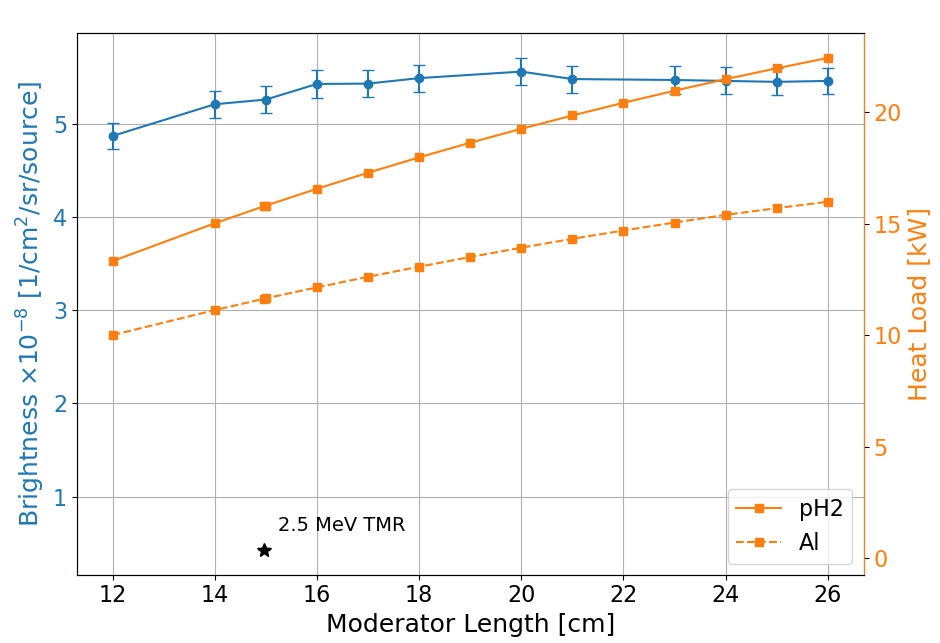 Brightness ×10⁻⁸ [1/cm²/sr/source]
5
4
3
2
1
20
15
10
5
0
Heat Load [kW]
2.5 MeV TMR
pH2
Al
12 14 16 18 20 22 24 26
Moderator Length [cm]